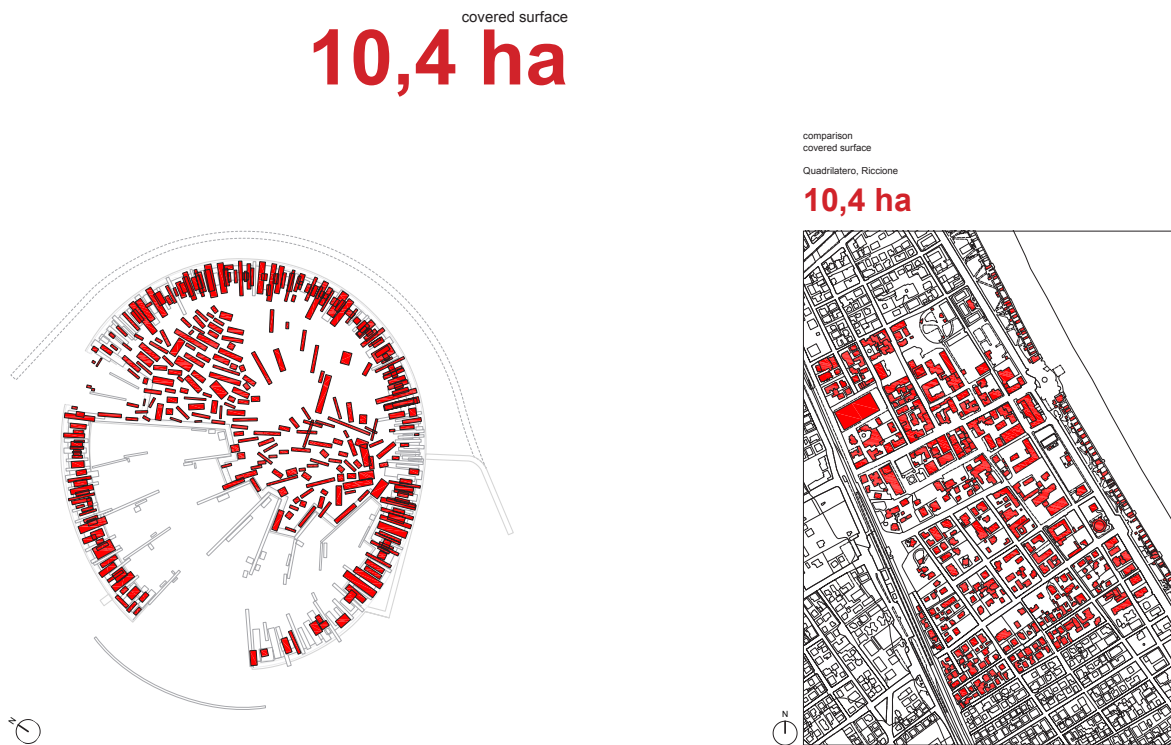 covered surface
10,4 ha
comparison
covered surface
Quadrilatero, Riccione
10,4 ha
N
N